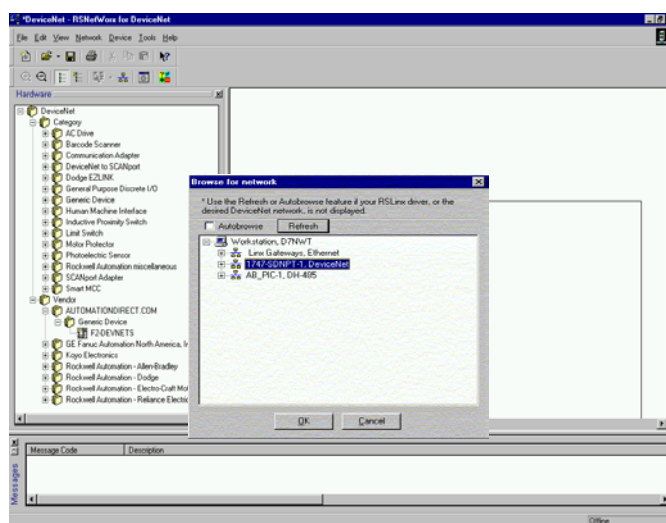 *DeviceNet - RSNetWorx for DeviceNet
File Edit View Network Device Tools Help
Hardware
DeviceNet
Category
AC Drive
Barcode Scanner
Communication Adapter
DeviceNet to SCANport
Dodge EZLINK
General Purpose Discrete I/O
Generic Device
Human Machine Interface
Inductive Proximity Switch
Limit Switch
Motor Protector
Photoelectric Sensor
Rockwell Automation miscellaneous
SCANport Adapter
Smart MCC
Vendor
AUTOMATIONDIRECT.COM
Generic Device
F2-DEVNETS
GE Fanuc Automation North America, I
Koyo Electronics
Rockwell Automation - Allen-Bradley
Rockwell Automation - Dodge
Rockwell Automation - Electro-Craft Mo
Rockwell Automation - Reliance Electric
Browse for network
* Use the Refresh or Autobrowse feature if your RSLinx driver, or the
desired DeviceNet network, is not displayed.
Autobrowse Refresh
Workstation, D7NWT
Linx Gateways, Ethernet
1747-SDNPT-1, DeviceNet
AB_PIC-1, DH-485
OK Cancel
Message Code Description
Messages
Offline